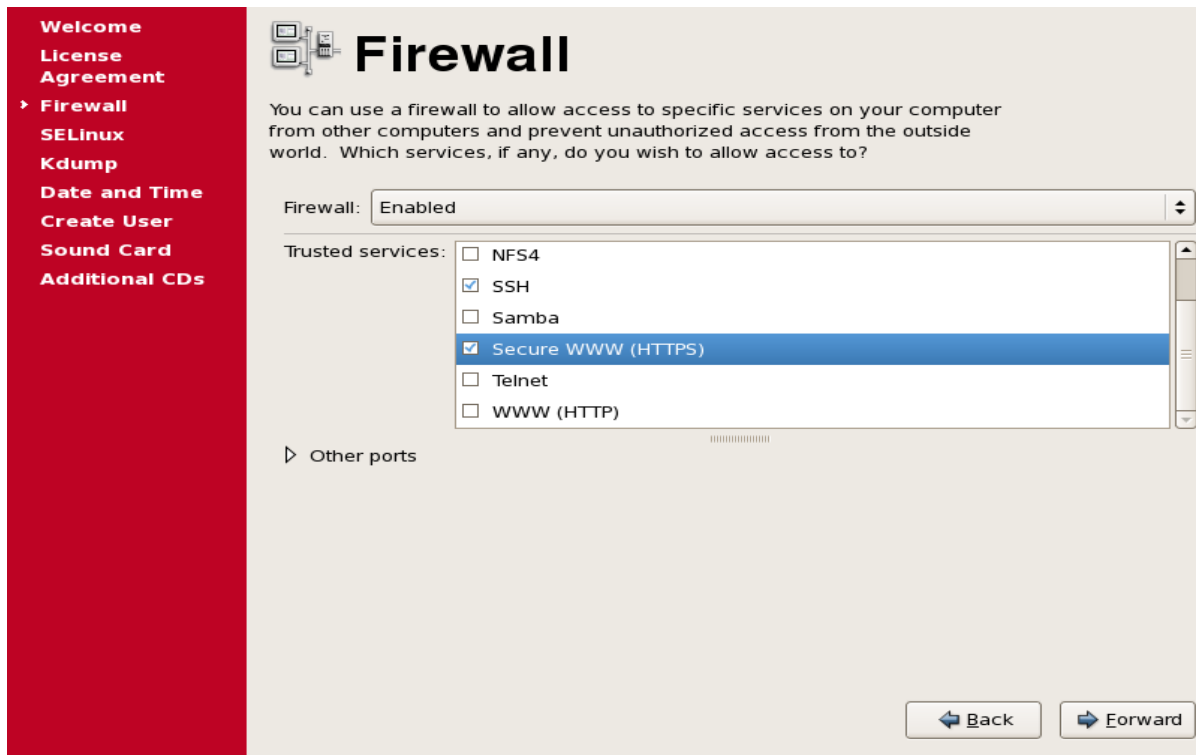 Welcome
License
Agreement
Firewall
SELinux
Kdump
Date and Time
Create User
Sound Card
Additional CDs
Firewall
You can use a firewall to allow access to specific services on your computer
from other computers and prevent unauthorized access from the outside
world.  Which services, if any, do you wish to allow access to?
Firewall: Enabled
Trusted services:
NFS4
SSH
Samba
Secure WWW (HTTPS)
Telnet
WWW (HTTP)
Other ports
Back
Forward